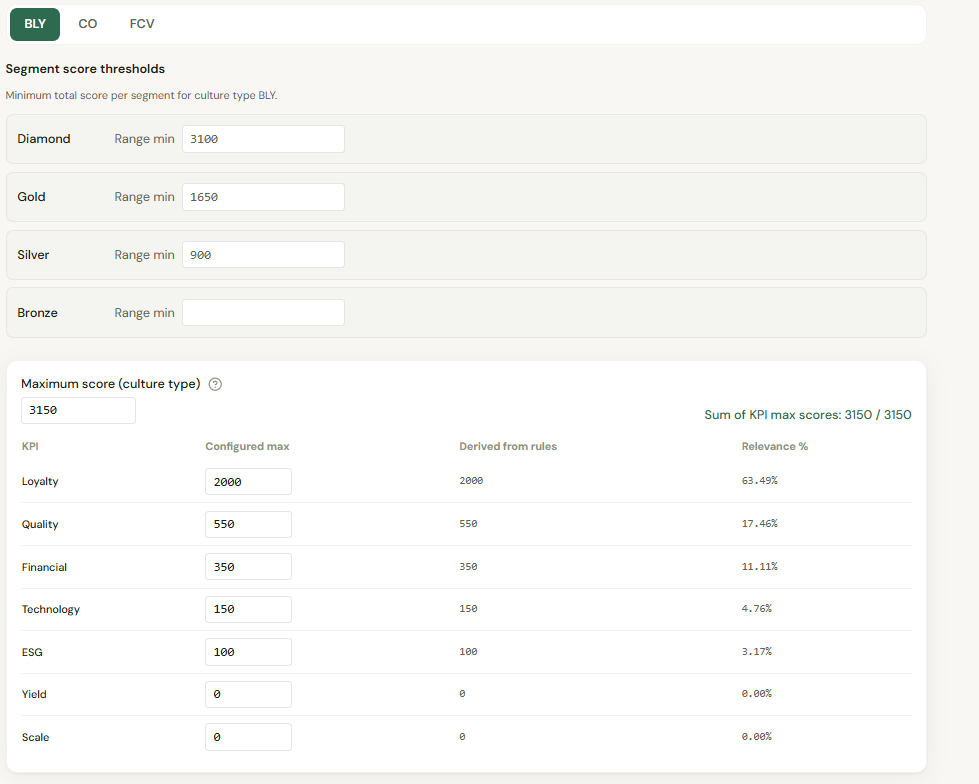 BLY CO FCV
Segment score thresholds
Minimum total score per segment for culture type BLY.
Diamond Range min 3100
Gold Range min 1650
Silver Range min 900
Bronze Range min
Maximum score (culture type) ?
3150
Sum of KPI max scores: 3150 / 3150
KPI Configured max Derived from rules Relevance %
Loyalty 2000 2000 63.49%
Quality 550 550 17.46%
Financial 350 350 11.11%
Technology 150 150 4.76%
ESG 100 100 3.17%
Yield 0 0 0.00%
Scale 0 0 0.00%